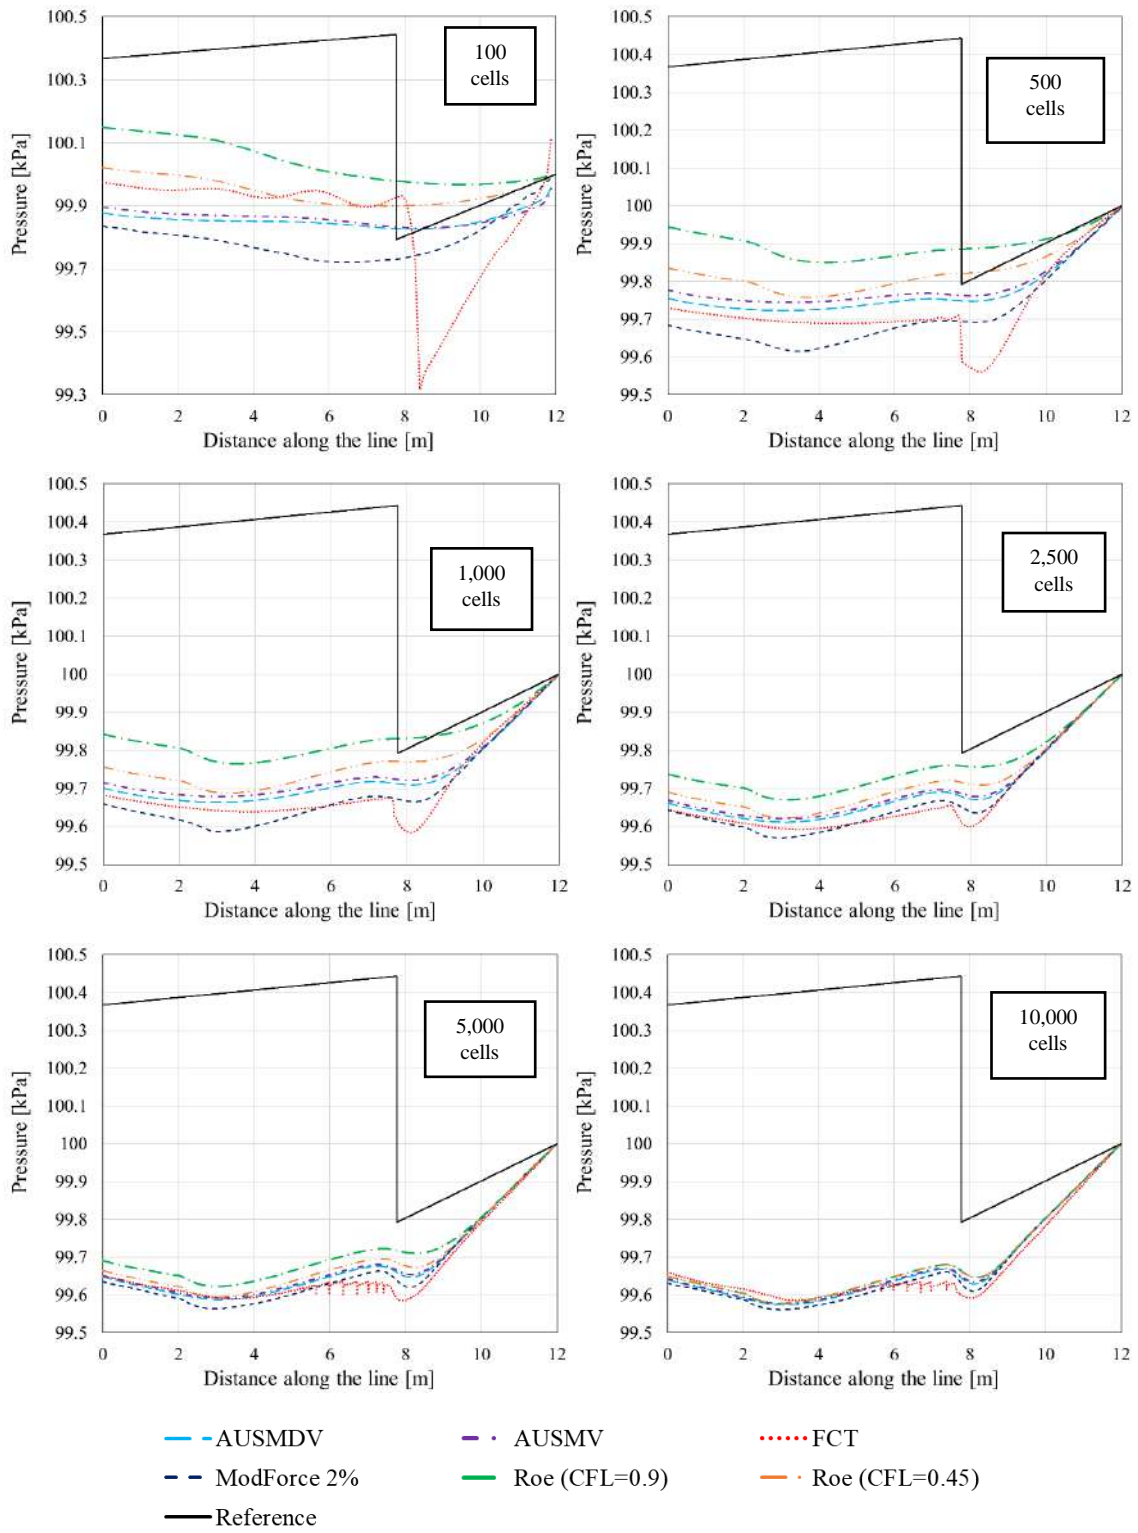 100.5
100.3
100.1
99.9
99.7
99.5
99.3
Pressure [kPa]
100
cells
0 2 4 6 8 10 12
Distance along the line [m]
100.5
100.4
100.3
100.2
100.1
100
99.9
99.8
99.7
99.6
99.5
Pressure [kPa]
500
cells
0 2 4 6 8 10 12
Distance along the line [m]
100.5
100.4
100.3
100.2
100.1
100
99.9
99.8
99.7
99.6
99.5
Pressure [kPa]
1,000
cells
0 2 4 6 8 10 12
Distance along the line [m]
100.5
100.4
100.3
100.2
100.1
100
99.9
99.8
99.7
99.6
99.5
Pressure [kPa]
2,500
cells
0 2 4 6 8 10 12
Distance along the line [m]
100.5
100.4
100.3
100.2
100.1
100
99.9
99.8
99.7
99.6
99.5
Pressure [kPa]
5,000
cells
0 2 4 6 8 10 12
Distance along the line [m]
100.5
100.4
100.3
100.2
100.1
100
99.9
99.8
99.7
99.6
99.5
Pressure [kPa]
10,000
cells
0 2 4 6 8 10 12
Distance along the line [m]
AUSMDV AUSMV FCT
ModForce 2% Roe (CFL=0.9) Roe (CFL=0.45)
Reference